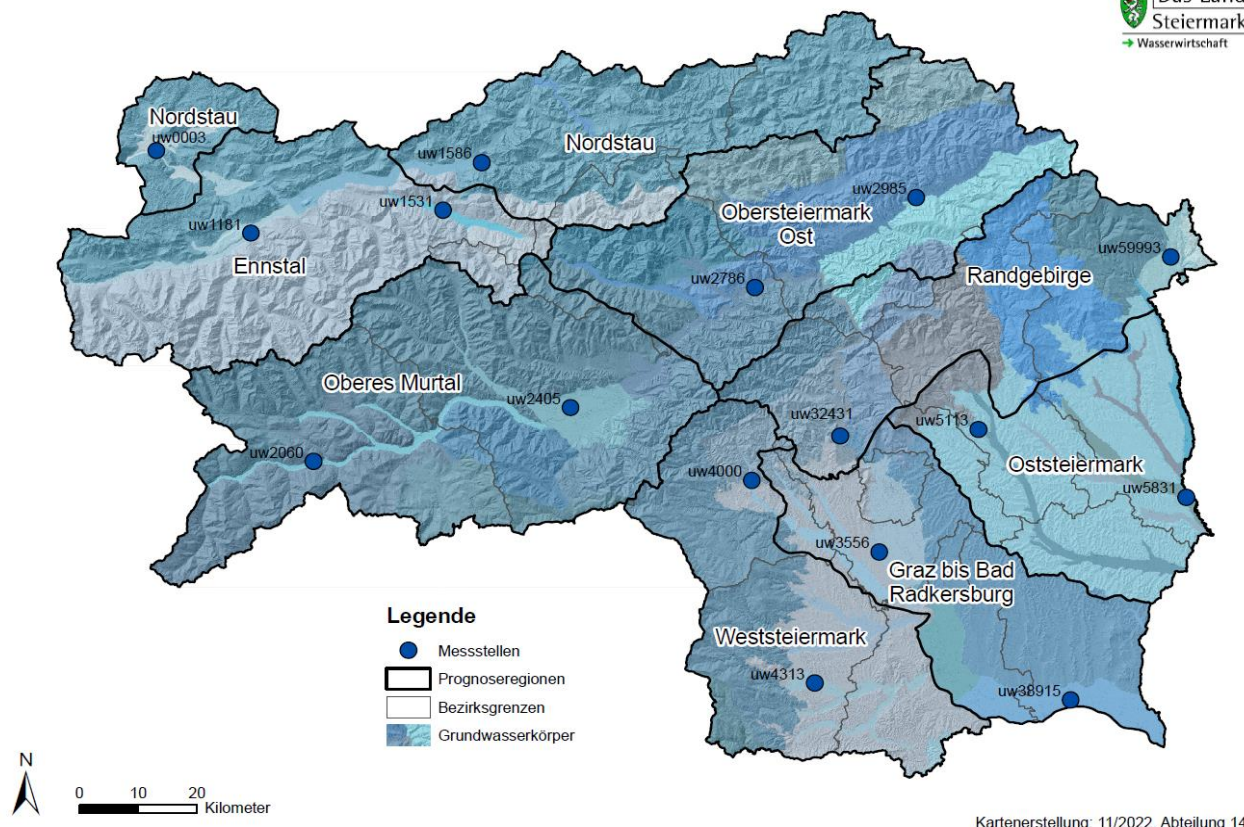 Das Land
Steiermark
→ Wasserwirtschaft
Nordstau
uw0003
uw1586
Nordstau
uw1181
uw1531
Ennstal
uw2985
Obersteiermark
Ost
uw2786
uw59993
Randgebirge
Oberes Murtal
uw2405
uw2060
uw32431
uw5113
uw4000
Oststeiermark
uw5831
uw3556
Graz bis Bad
Radkersburg
Weststeiermark
uw4313
uw38915
Legende
Messstellen
Prognoseregionen
Bezirksgrenzen
Grundwasserkörper
N
0 10 20
Kilometer
Kartenerstellung: 11/2022, Abteilung 14